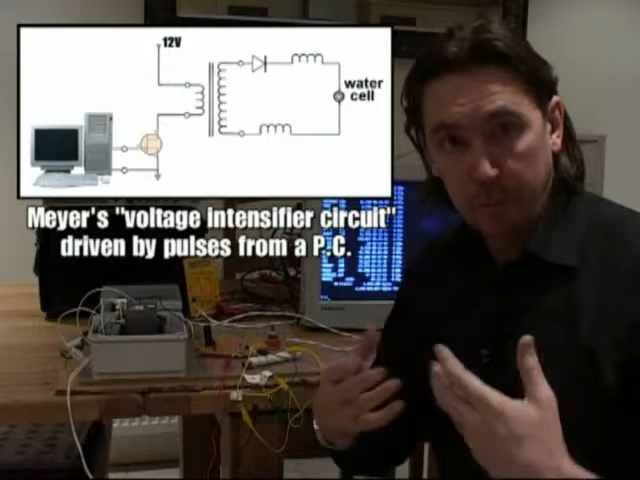 12V
water
cell
Meyer's "voltage intensifier circuit"
driven by pulses from a P.C.